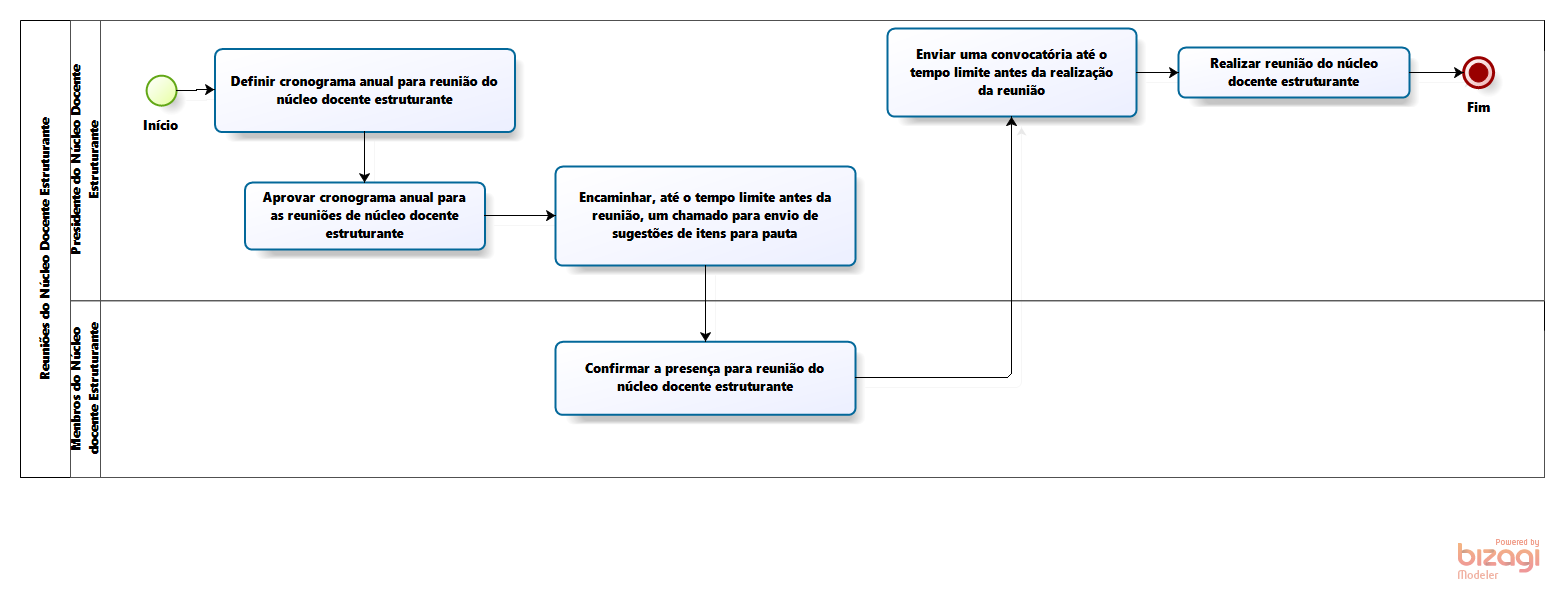 Reuniões do Núcleo Docente Estruturante
Presidente do Núcleo Docente
Estruturante
Início
Definir cronograma anual para reunião do
núcleo docente estruturante
Aprovar cronograma anual para
as reuniões de núcleo docente
estruturante
Encaminhar, até o tempo limite antes da
reunião, um chamado para envio de
sugestões de itens para pauta
Enviar uma convocatória até o
tempo limite antes da realização
da reunião
Realizar reunião do núcleo
docente estruturante
Fim
Menbros do Núcleo
docente Estruturante
Confirmar a presença para reunião do
núcleo docente estruturante
Powered by
bizagi
Modeler